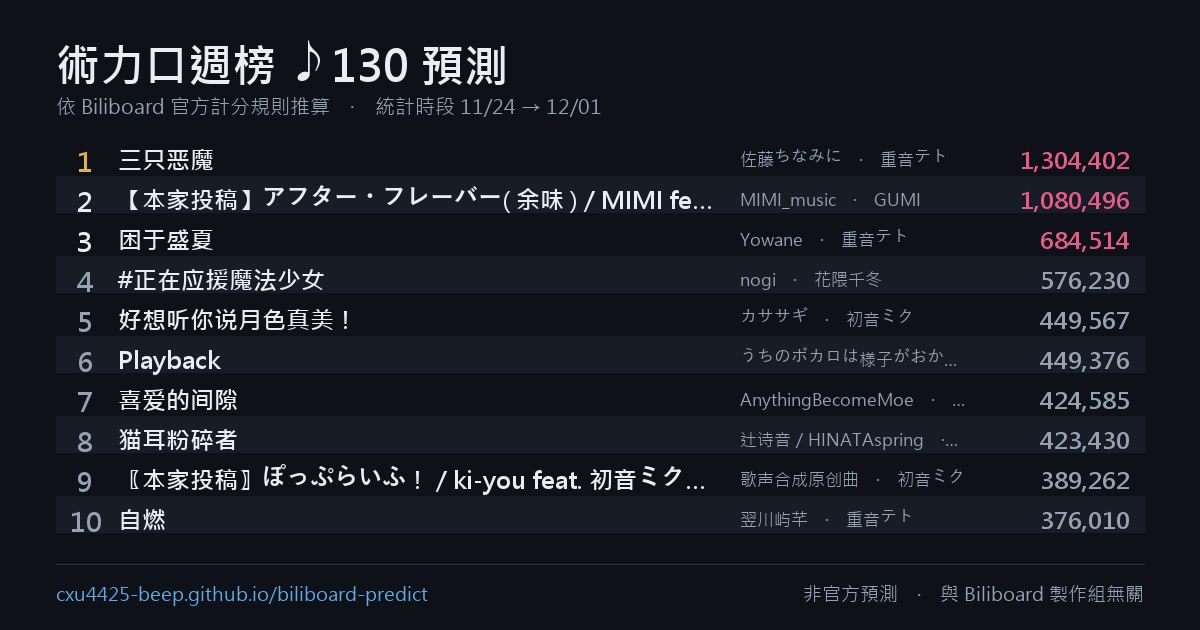 術力口週榜 ♪130 預測
依 Biliboard 官方計分規則推算 · 統計時段 11/24 → 12/01
1 三只恶魔 佐藤ちなみに · 重音テト 1,304,402
2 【本家投稿】アフター・フレーバー(余味) / MIMI fe... MIMI_music · GUMI 1,080,496
3 困于盛夏 Yowane · 重音テト 684,514
4 #正在应援魔法少女 nogi · 花隈千冬 576,230
5 好想听你说月色真美！ カササギ · 初音ミク 449,567
6 Playback うちのボカロは様子がおか... 449,376
7 喜爱的间隙 AnythingBecomeMoe · ... 424,585
8 猫耳粉碎者 辻诗音 / HINATAspring ·... 423,430
9 〖本家投稿〗ぽっぷらいふ！ / ki-you feat. 初音ミク... 歌声合成原创曲 · 初音ミク 389,262
10 自燃 翌川屿芊 · 重音テト 376,010
cxu4425-beep.github.io/biliboard-predict 非官方預測 · 與 Biliboard 製作組無關